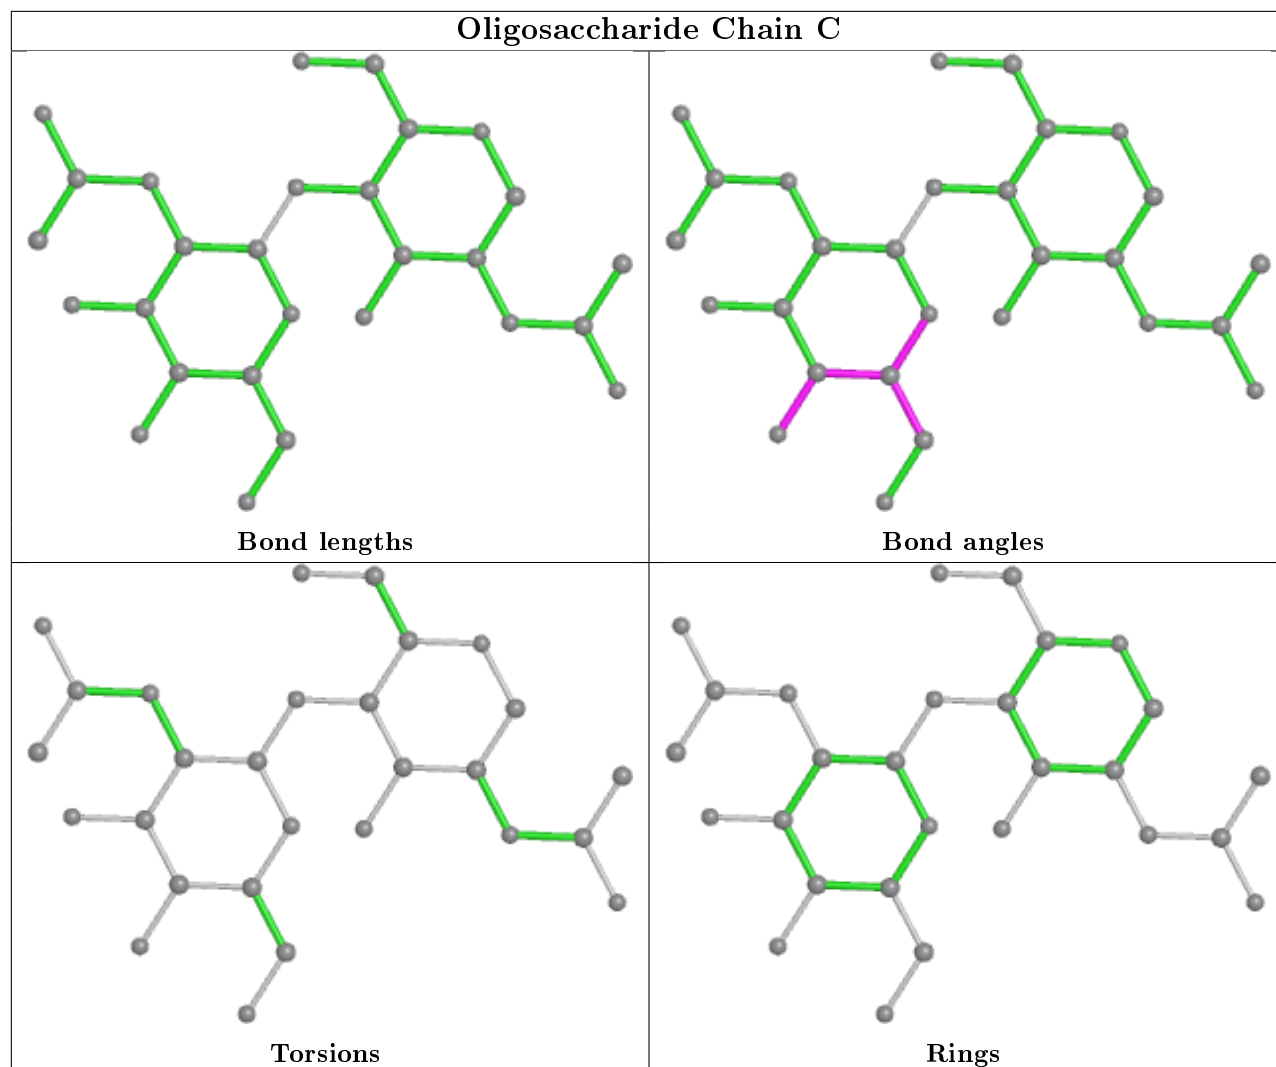 Oligosaccharide Chain C
Bond lengths
Bond angles
Torsions
Rings